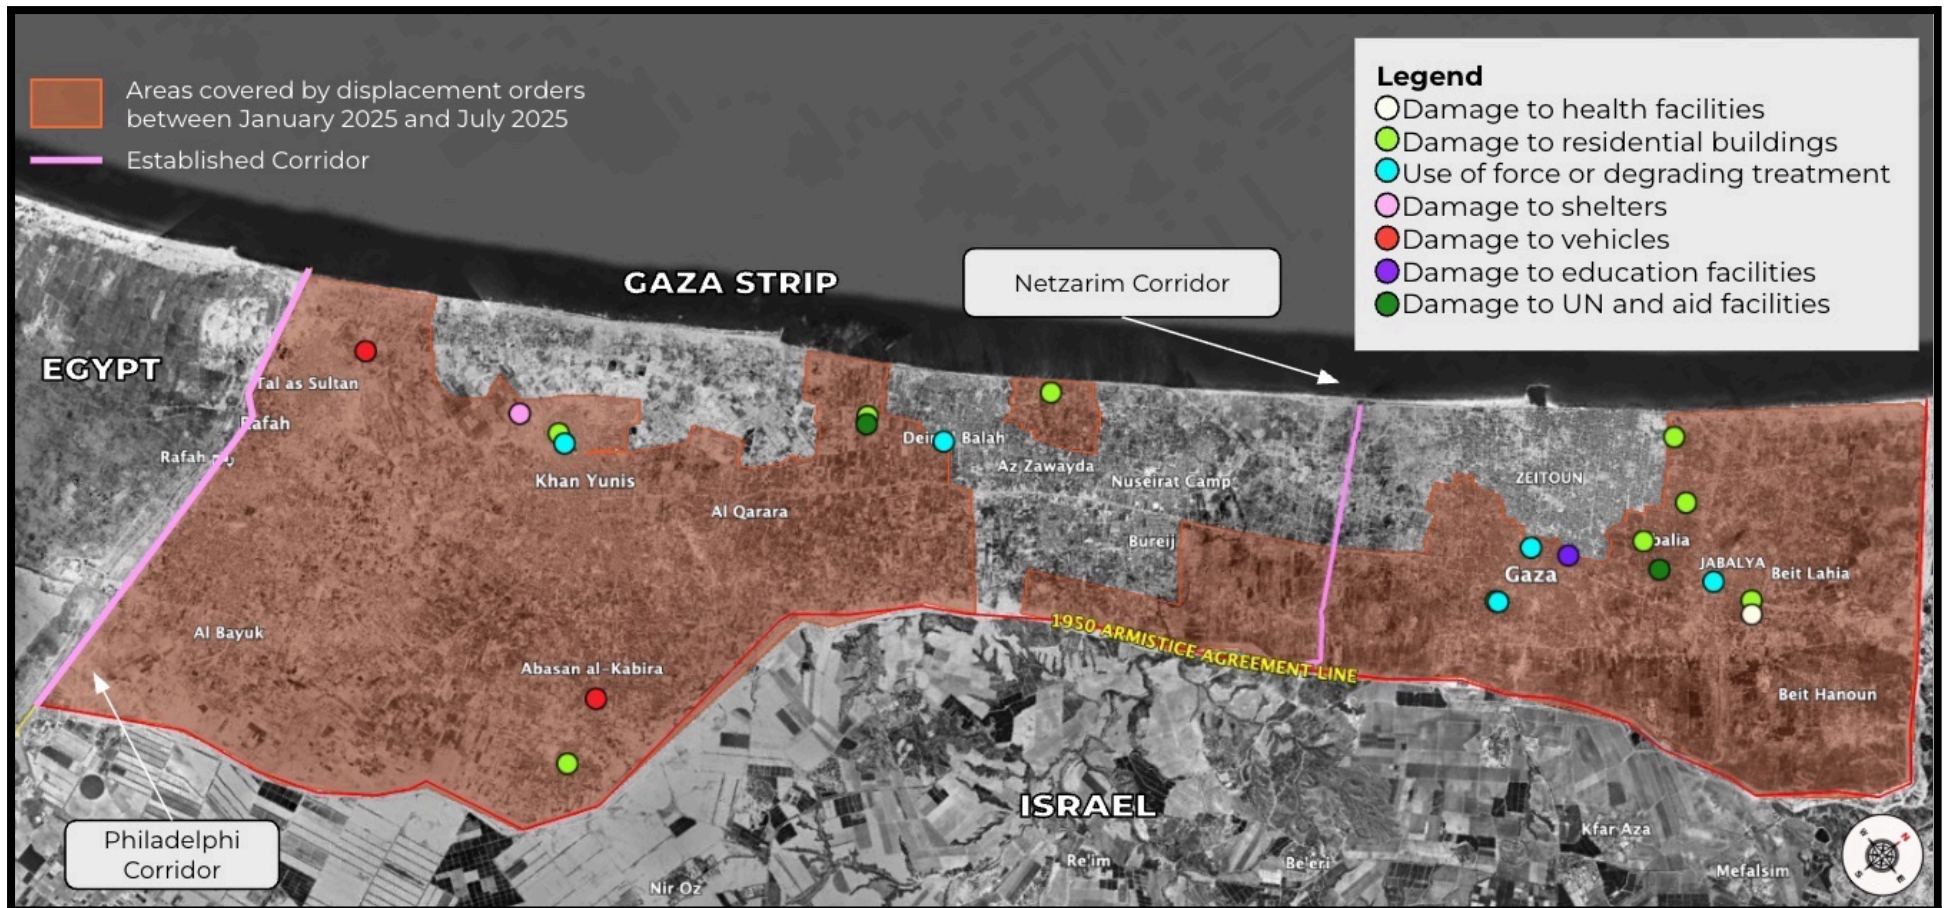 Areas covered by displacement orders
between January 2025 and July 2025
Established Corridor
Legend
Damage to health facilities
Damage to residential buildings
Use of force or degrading treatment
Damage to shelters
Damage to vehicles
Damage to education facilities
Damage to UN and aid facilities
GAZA STRIP
Netzarim Corridor
EGYPT
Tal as Sultan
Rafah
Rafah
Khan Yunis
Al Qarara
Balah
Az Zawayda
Nuseirat Camp
Bureij
ZEITOUN
Gaza
JABALYA
Beit Lahia
Al Bayuk
1950 ARMISTICE AGREEMENT LINE
Abasan al-Kabira
Beit Hanoun
ISRAEL
Philadelphi
Corridor
Nir Oz
Re'im
Be'eri
Kfar Aza
Mefalsim
N
E
S
W